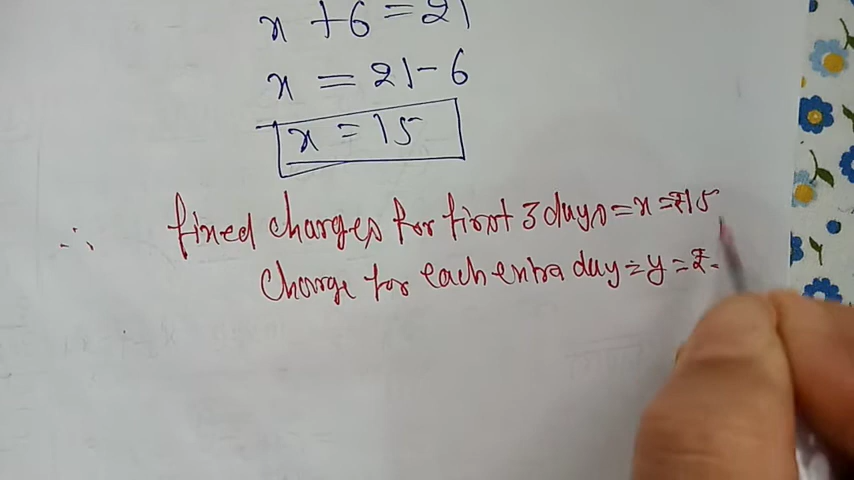 x + 6 = 21
x = 21 - 6
x = 15
∴ fixed charges for first 3 days = x = ₹15
Charge for each extra day = y = ₹